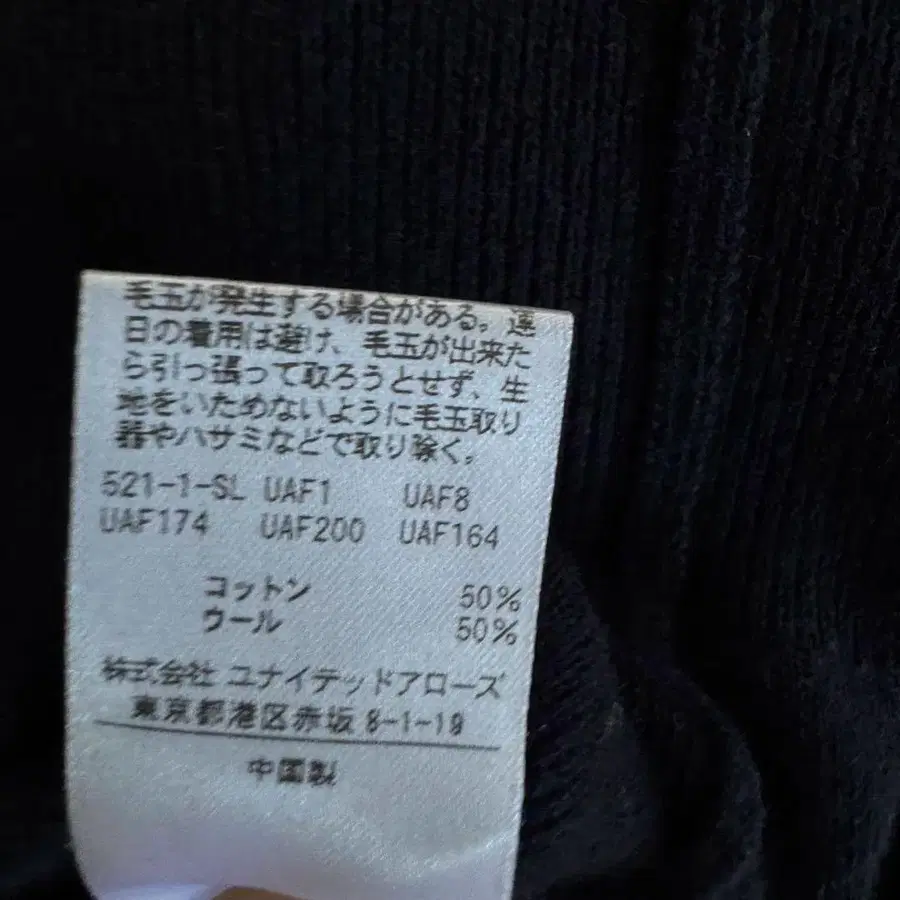 毛玉が発生する場合がある。連
日の着用は避け、毛玉が出来た
ら引っ張って取ろうとせず、生
地をいためないように毛玉取り
器やハサミなどで取り除く。
521-1-SL UAF1 UAF8
UAF174 UAF200 UAF164
コットン 50%
ウール 50%
株式会社 ユナイテッドアローズ
東京都港区赤坂 8-1-19
中国製